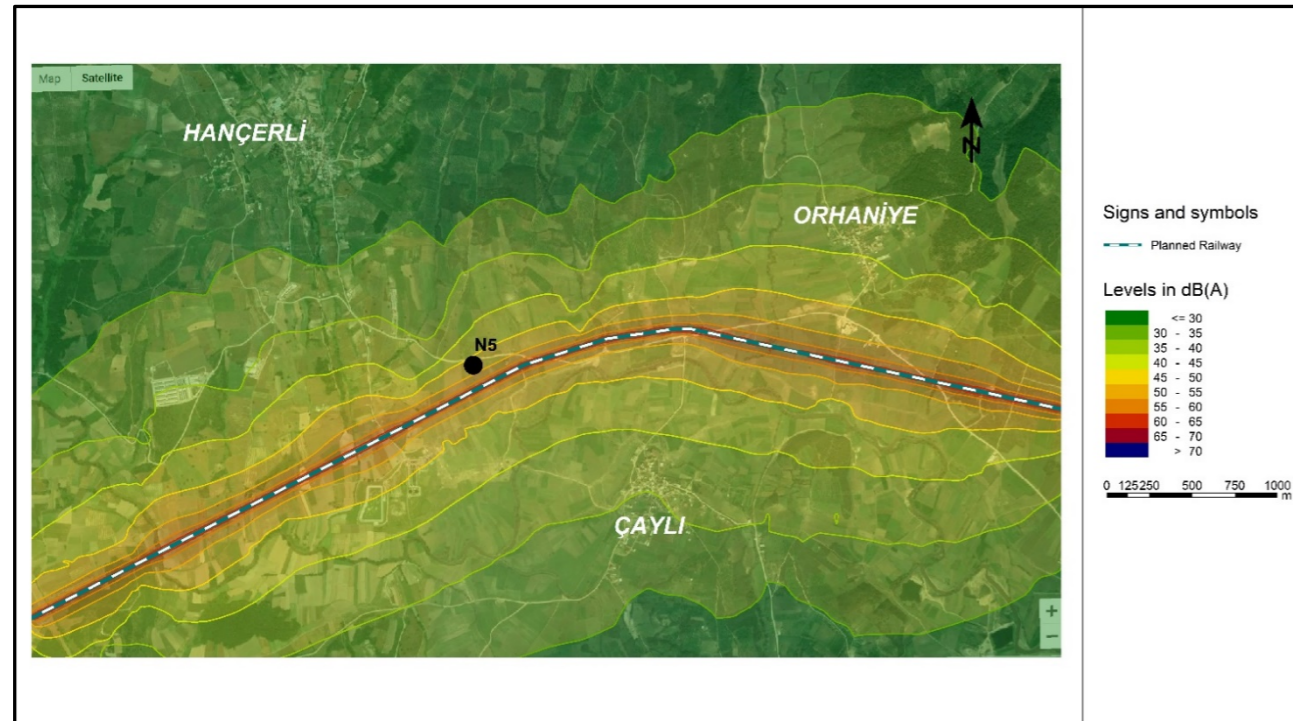 Map Satellite
HANÇERLİ
N
ORHANİYE
N5
ÇAYLI
+
−
Signs and symbols
Planned Railway
Levels in dB(A)
<= 30
30 - 35
35 - 40
40 - 45
45 - 50
50 - 55
55 - 60
60 - 65
65 - 70
> 70
0 125250 500 750 1000
m